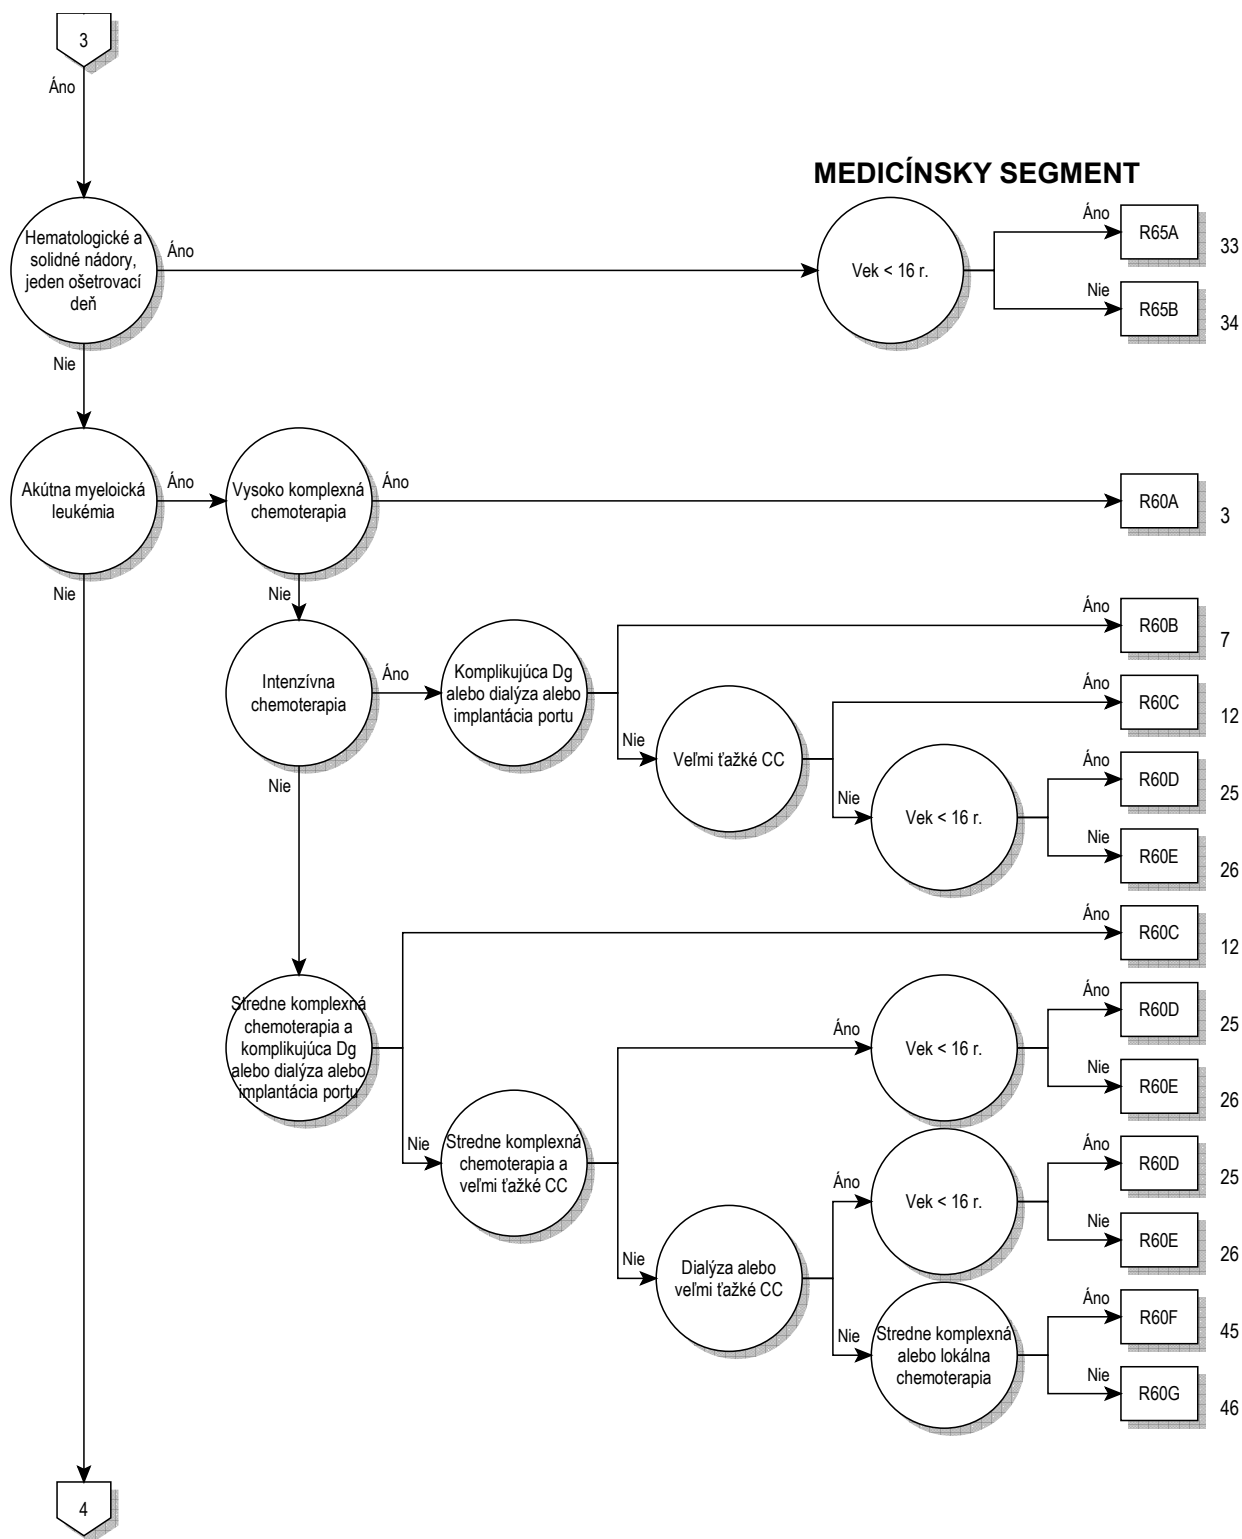 3
Áno
MEDICÍNSKY SEGMENT
Hematologické a
solidné nádory,
jeden ošetrovací
deň
Áno
Vek < 16 r.
Áno
R65A
33
Nie
R65B
34
Nie
Akútna myeloická
leukémia
Áno
Vysoko komplexná
chemoterapia
Áno
R60A
3
Nie
Nie
Intenzívna
chemoterapia
Áno
Komplikujúca Dg
alebo dialýza alebo
implantácia portu
Áno
R60B
7
Nie
Veľmi ťažké CC
Áno
R60C
12
Nie
Vek < 16 r.
Áno
R60D
25
Nie
R60E
26
Nie
Stredne komplexná
chemoterapia a
komplikujúca Dg
alebo dialýza alebo
implantácia portu
Áno
R60C
12
Nie
Stredne komplexná
chemoterapia a
veľmi ťažké CC
Áno
Vek < 16 r.
Áno
R60D
25
Nie
R60E
26
Nie
Dialýza alebo
veľmi ťažké CC
Áno
Vek < 16 r.
Áno
R60D
25
Nie
R60E
26
Nie
Stredne komplexná
alebo lokálna
chemoterapia
Áno
R60F
45
Nie
R60G
46
4